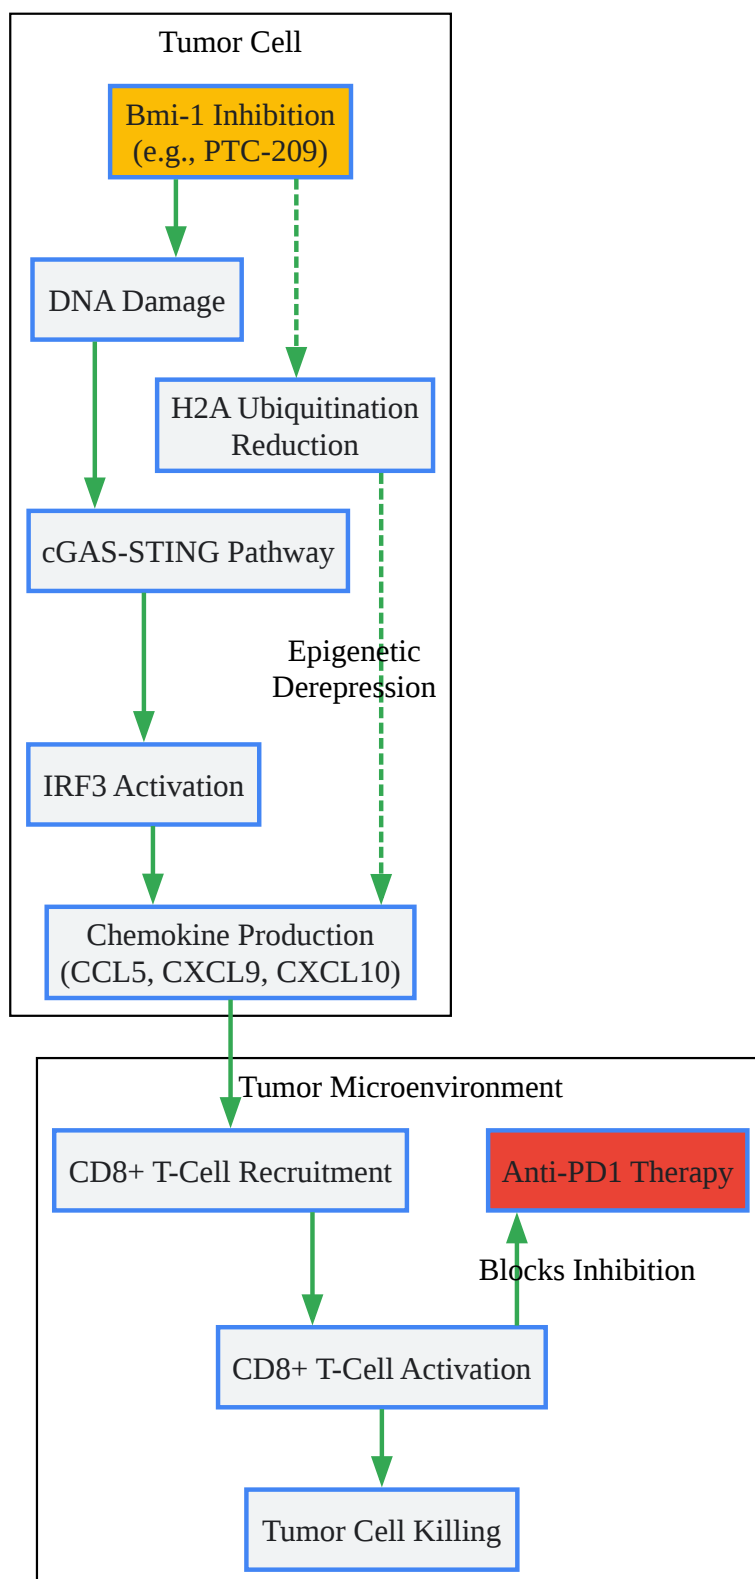 Tumor Cell
Bmi-1 Inhibition
(e.g., PTC-209)
DNA Damage
H2A Ubiquitination
Reduction
cGAS-STING Pathway
Epigenetic
Derepression
IRF3 Activation
Chemokine Production
(CCL5, CXCL9, CXCL10)
Tumor Microenvironment
CD8+ T-Cell Recruitment
Anti-PD1 Therapy
Blocks Inhibition
CD8+ T-Cell Activation
Tumor Cell Killing